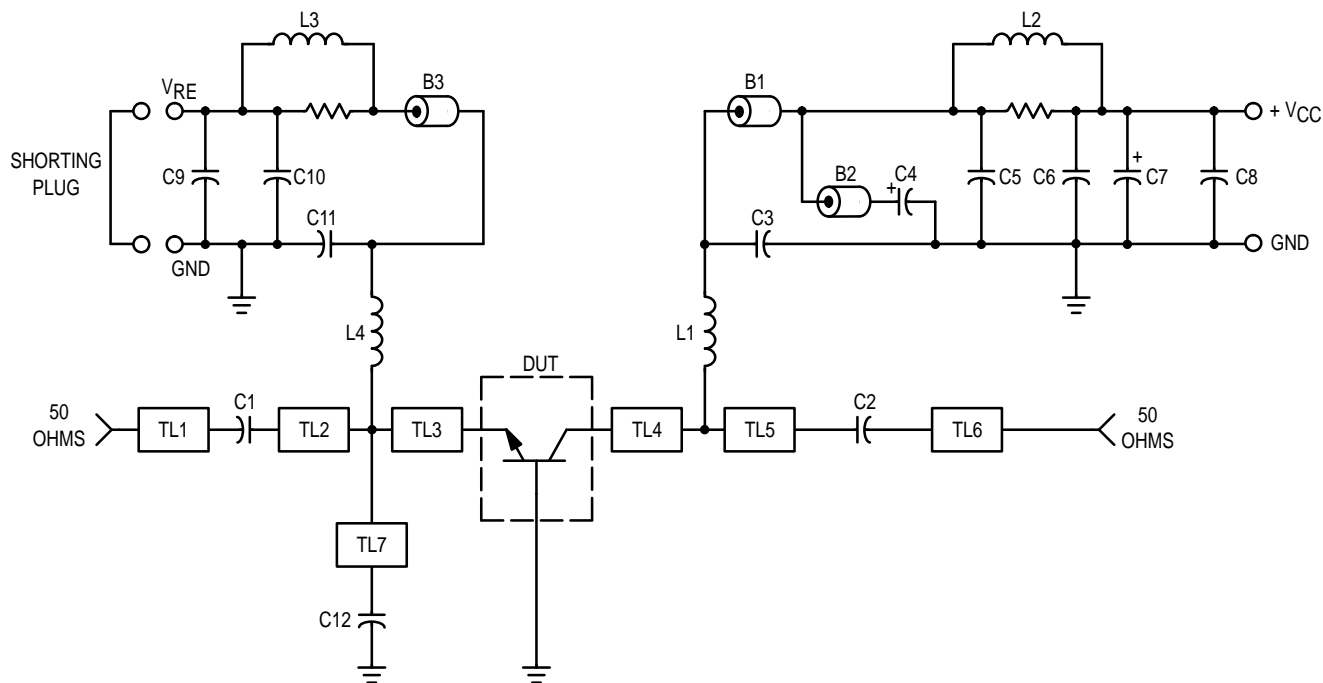 L3
L2
V_RE
B3
B1
+ V_CC
SHORTING
PLUG
C9
C10
B2
+
C4
C5
C6
+
C7
C8
C11
C3
GND
GND
L4
L1
DUT
50
OHMS
TL1
C1
TL2
TL3
TL4
TL5
C2
TL6
50
OHMS
TL7
C12